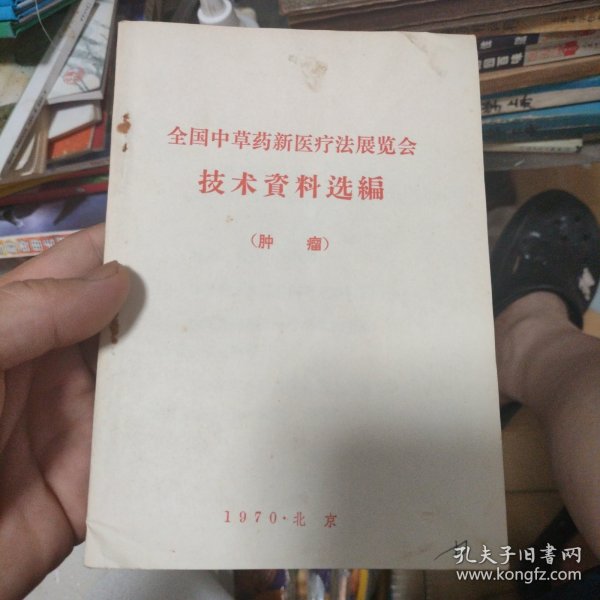 全国中草药新医疗法展览会
技术資料选編
(肿 瘤)
1970·北 京
孔夫子旧書网
www.kongfz.com